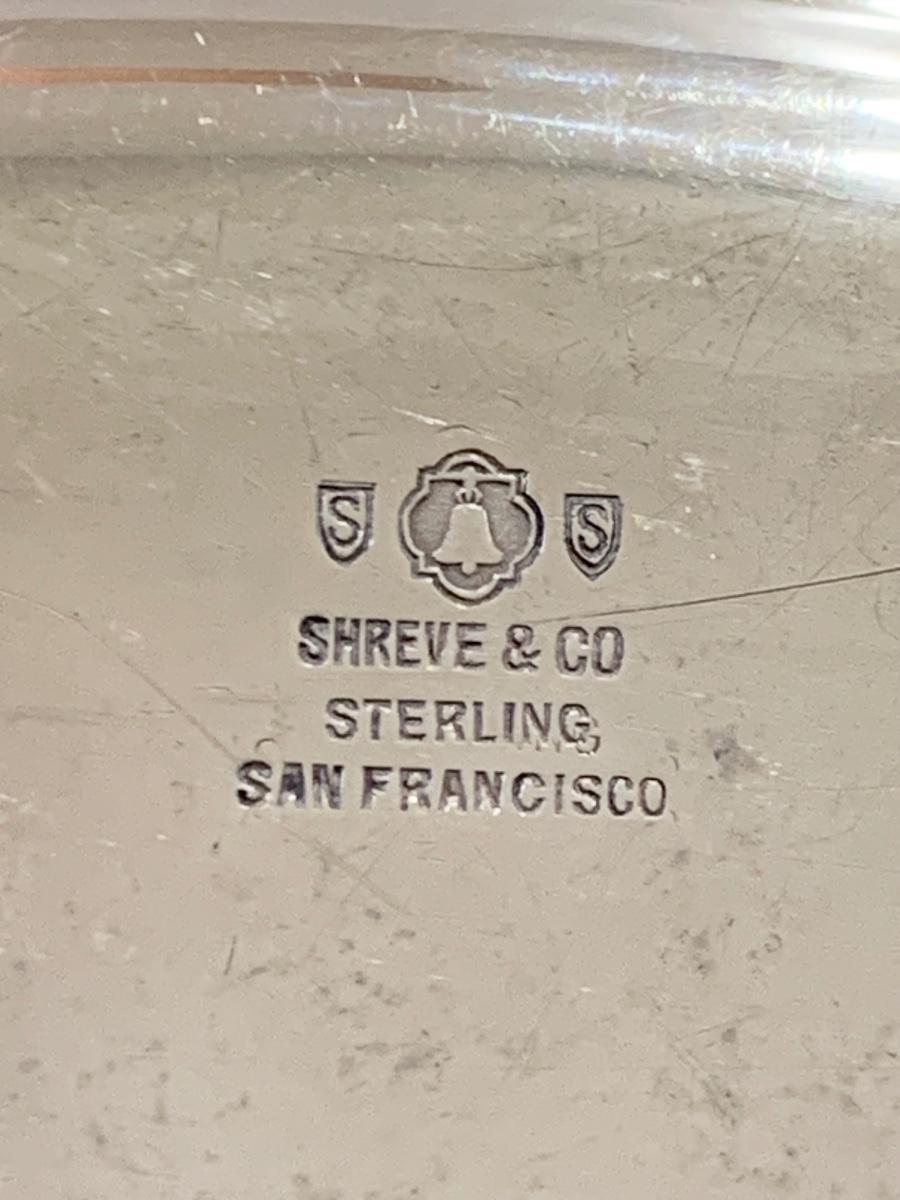 S S
SHREVE & CO
STERLING
SAN FRANCISCO